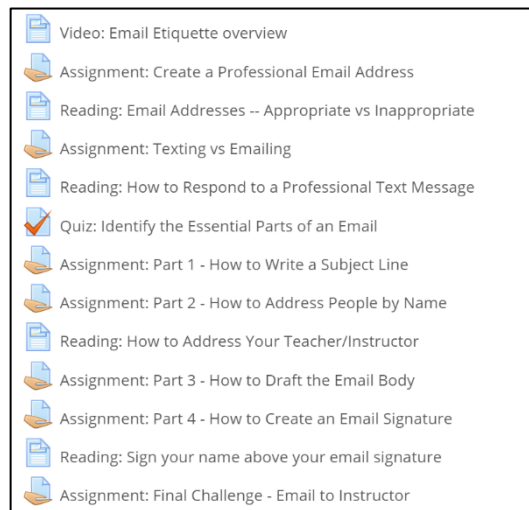 Video: Email Etiquette overview
Assignment: Create a Professional Email Address
Reading: Email Addresses -- Appropriate vs Inappropriate
Assignment: Texting vs Emailing
Reading: How to Respond to a Professional Text Message
Quiz: Identify the Essential Parts of an Email
Assignment: Part 1 - How to Write a Subject Line
Assignment: Part 2 - How to Address People by Name
Reading: How to Address Your Teacher/Instructor
Assignment: Part 3 - How to Draft the Email Body
Assignment: Part 4 - How to Create an Email Signature
Reading: Sign your name above your email signature
Assignment: Final Challenge - Email to Instructor